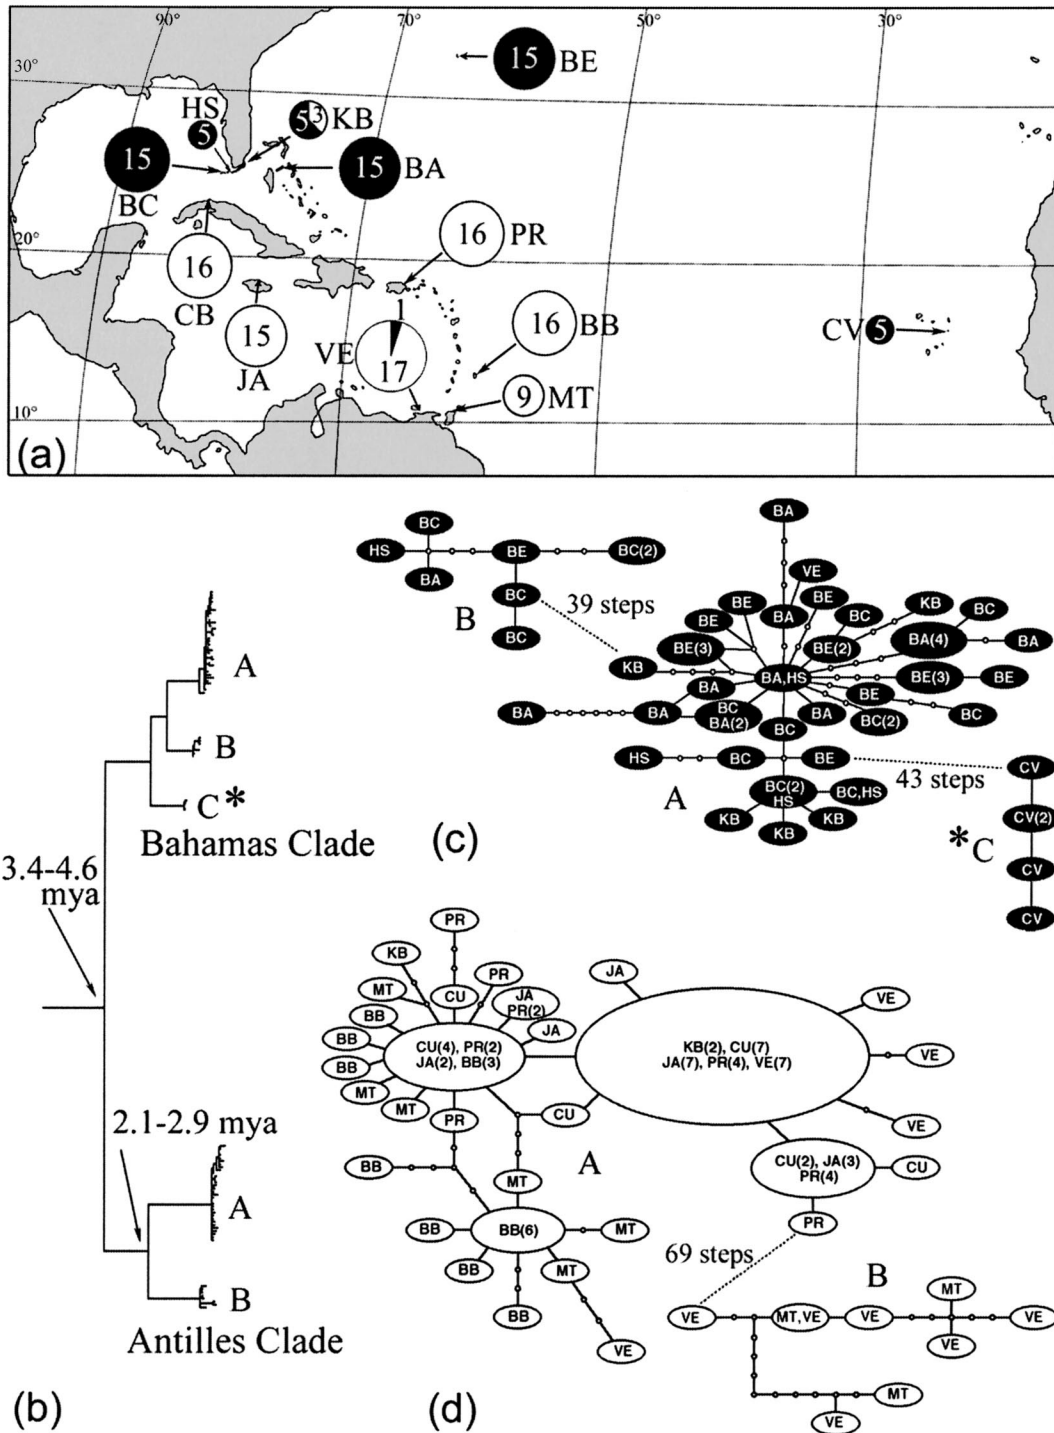 90°
70°
50°
30°
30°
20°
10°
15 BE
HS
5
5 3 KB
15
BC
15 BA
16 PR
16
CB
15
JA
1
VE
17
16 BB
9 MT
CV 5
(a)
A
B
C*
Bahamas Clade
3.4-4.6
mya
2.1-2.9 mya
A
B
Antilles Clade
(b)
BC
HS
BE
BC(2)
BA
BC
B
BC
39 steps
BA
VE
BE
BE
BA
BC
KB
BC
BE
BE(3)
BE(2)
BA(4)
BA
KB
BA,HS
BE(3)
BE
BA
BE
BA
BA
BC
BA(2)
BA
BC(2)
BC
BC
HS
BC
BE
43 steps
CV
A
BC(2)
HS
BC,HS
KB
KB
KB
CV(2)
*C
CV
CV
(c)
PR
KB
PR
JA
MT
CU
JA
PR(2)
VE
BB
JA
BB
CU(4), PR(2)
JA(2), BB(3)
KB(2), CU(7)
JA(7), PR(4), VE(7)
VE
BB
MT
MT
PR
CU
VE
A
BB
MT
CU(2), JA(3)
PR(4)
CU
BB
BB(6)
MT
PR
BB
MT
BB
VE
69 steps
B
MT
VE
MT,VE
VE
VE
VE
MT
VE
(d)